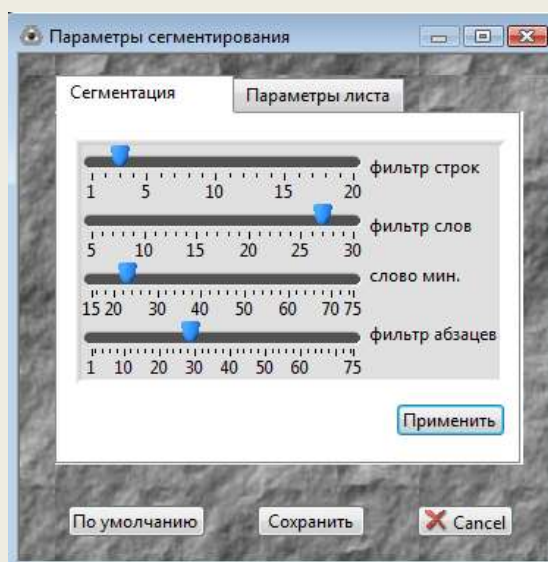 Параметры сегментирования
Сегментация Параметры листа
фильтр строк
1 5 10 15 20
фильтр слов
5 10 15 20 25 30
слово мин.
15 20 30 40 50 60 70 75
фильтр абзацев
1 10 20 30 40 50 60 75
Применить
По умолчанию Сохранить Cancel